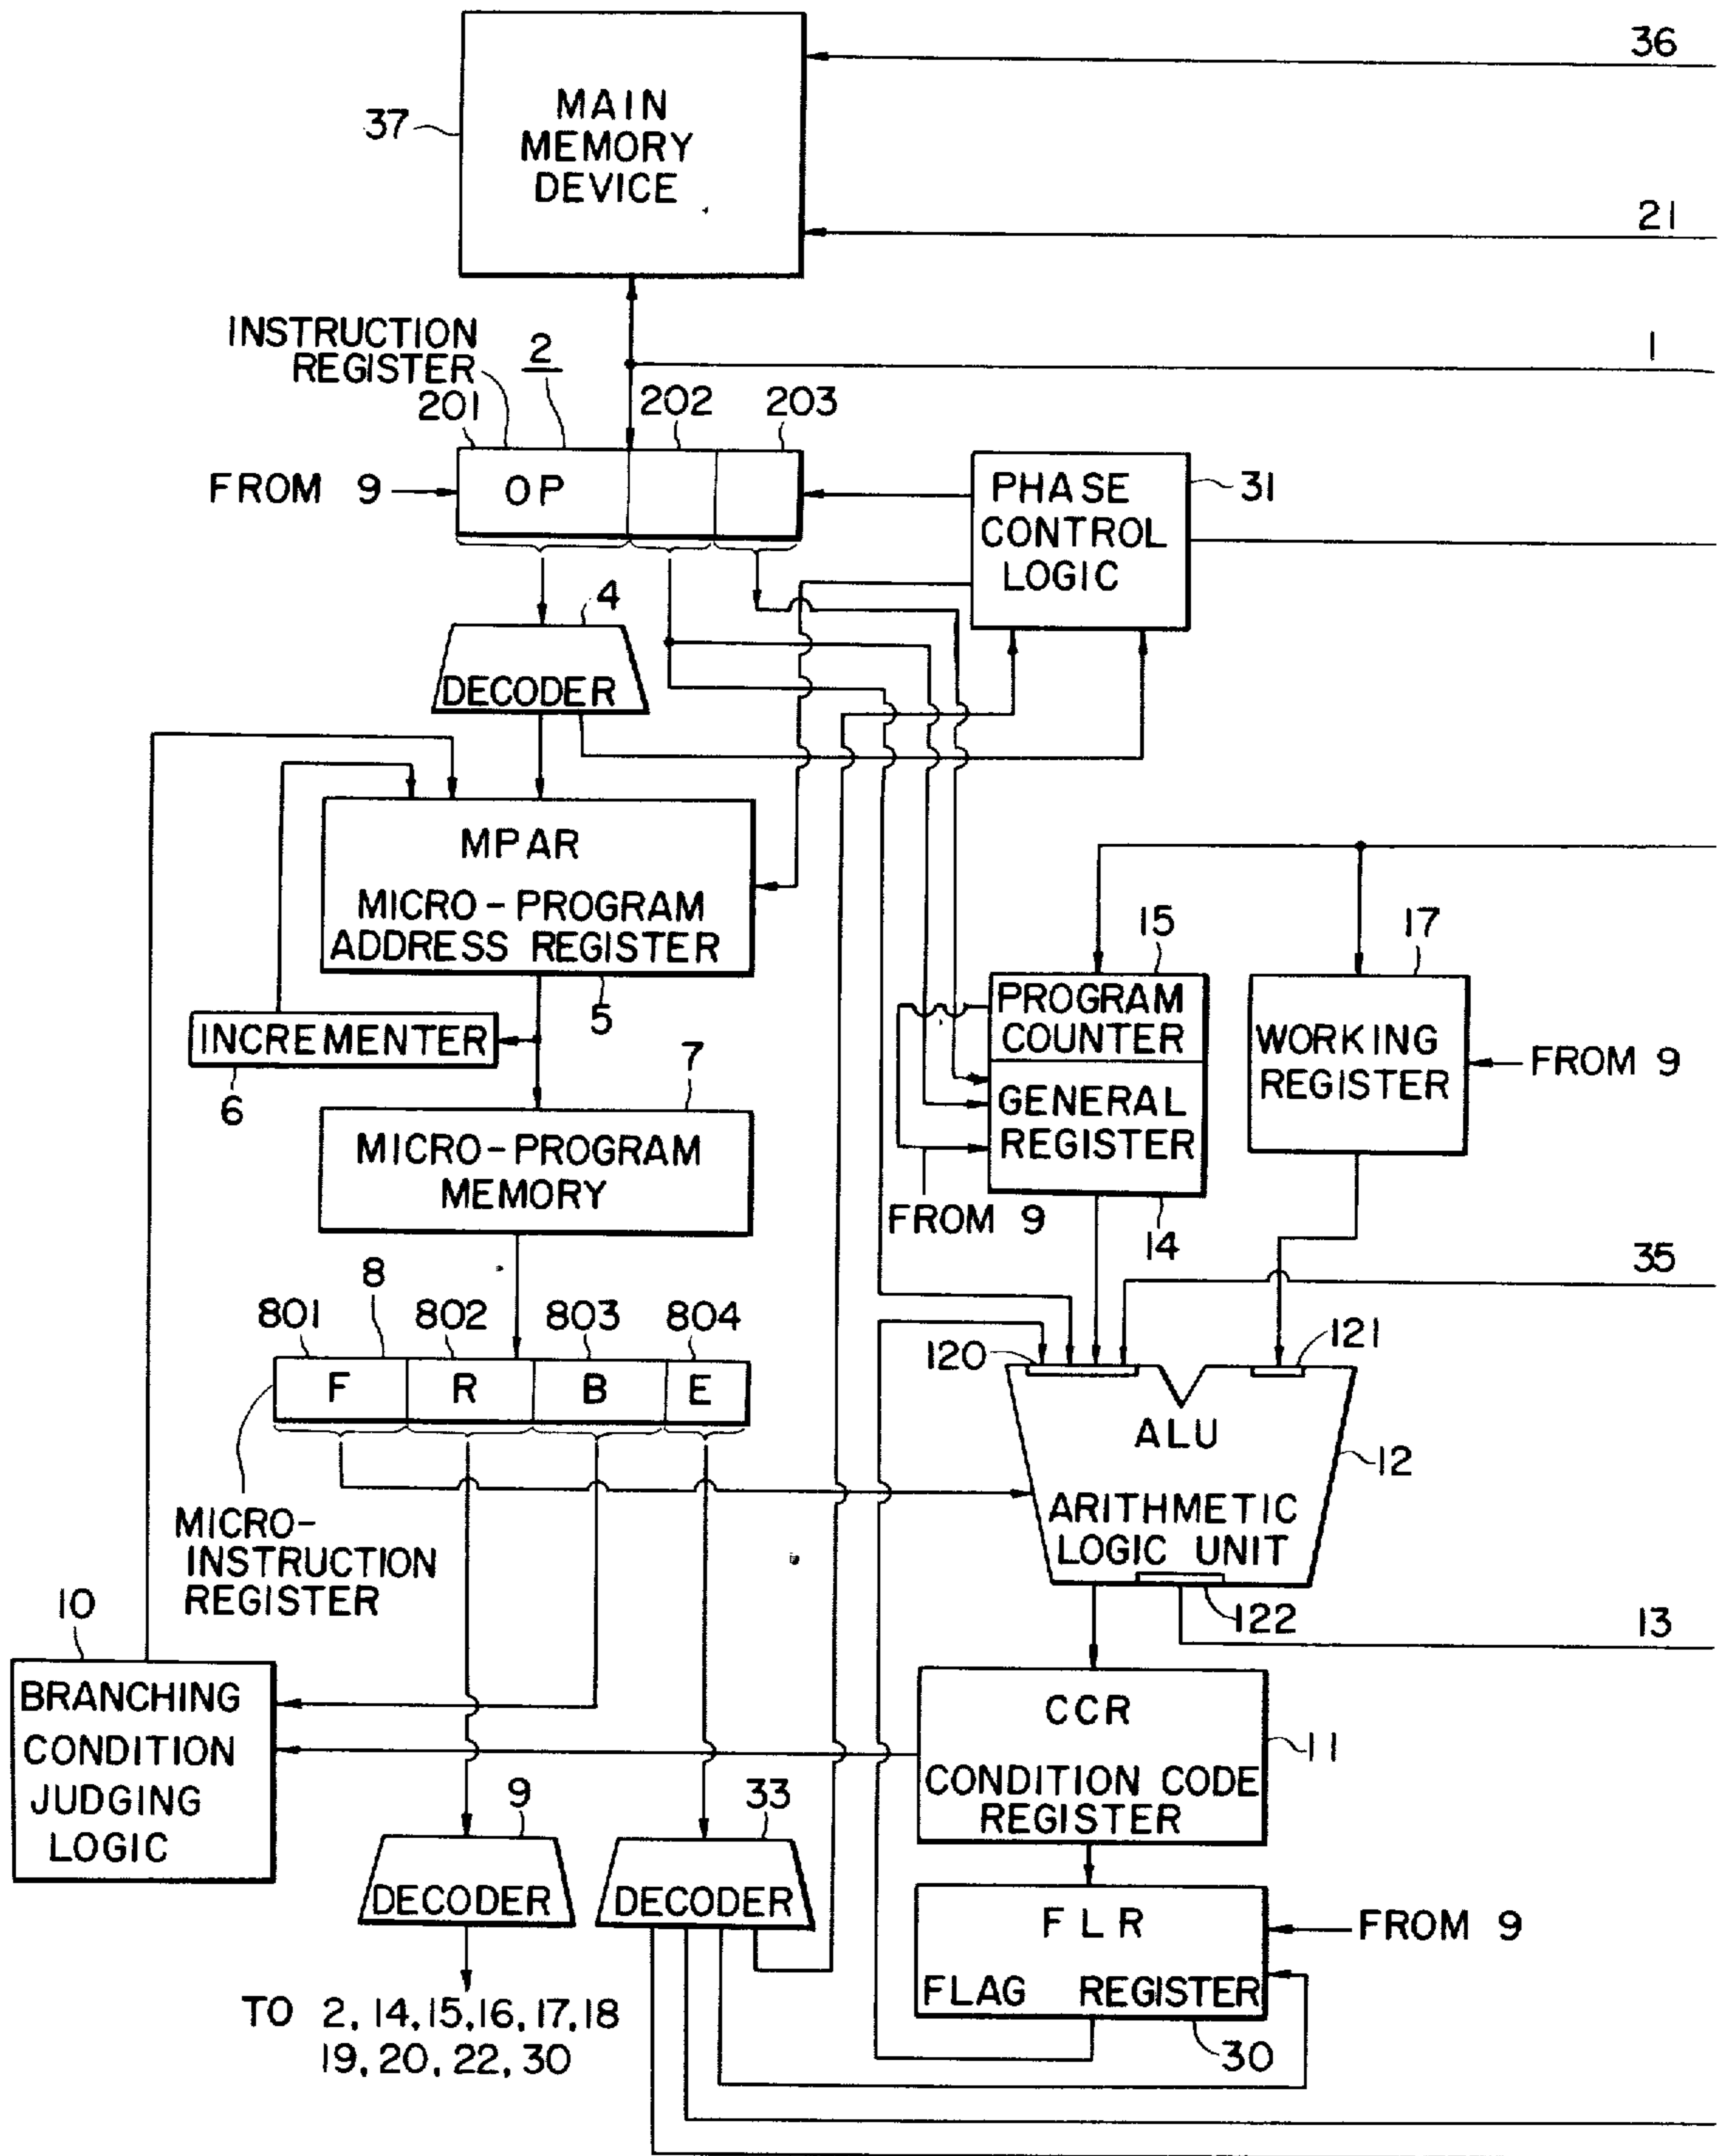 36
MAIN
MEMORY
DEVICE
37
21
INSTRUCTION
REGISTER
2
1
201
202
203
FROM 9
OP
PHASE
CONTROL
LOGIC
31
4
DECODER
MPAR
MICRO-PROGRAM
ADDRESS REGISTER
5
INCREMENTER
6
7
MICRO-PROGRAM
MEMORY
15
PROGRAM
COUNTER
GENERAL
REGISTER
FROM 9
14
17
WORKING
REGISTER
FROM 9
35
801
8
802
803
804
F
R
B
E
MICRO-
INSTRUCTION
REGISTER
120
121
ALU
ARITHMETIC
LOGIC UNIT
12
122
13
10
BRANCHING
CONDITION
JUDGING
LOGIC
CCR
CONDITION CODE
REGISTER
11
9
DECODER
33
DECODER
FLR
FLAG REGISTER
FROM 9
30
TO 2, 14, 15, 16, 17, 18
19, 20, 22, 30